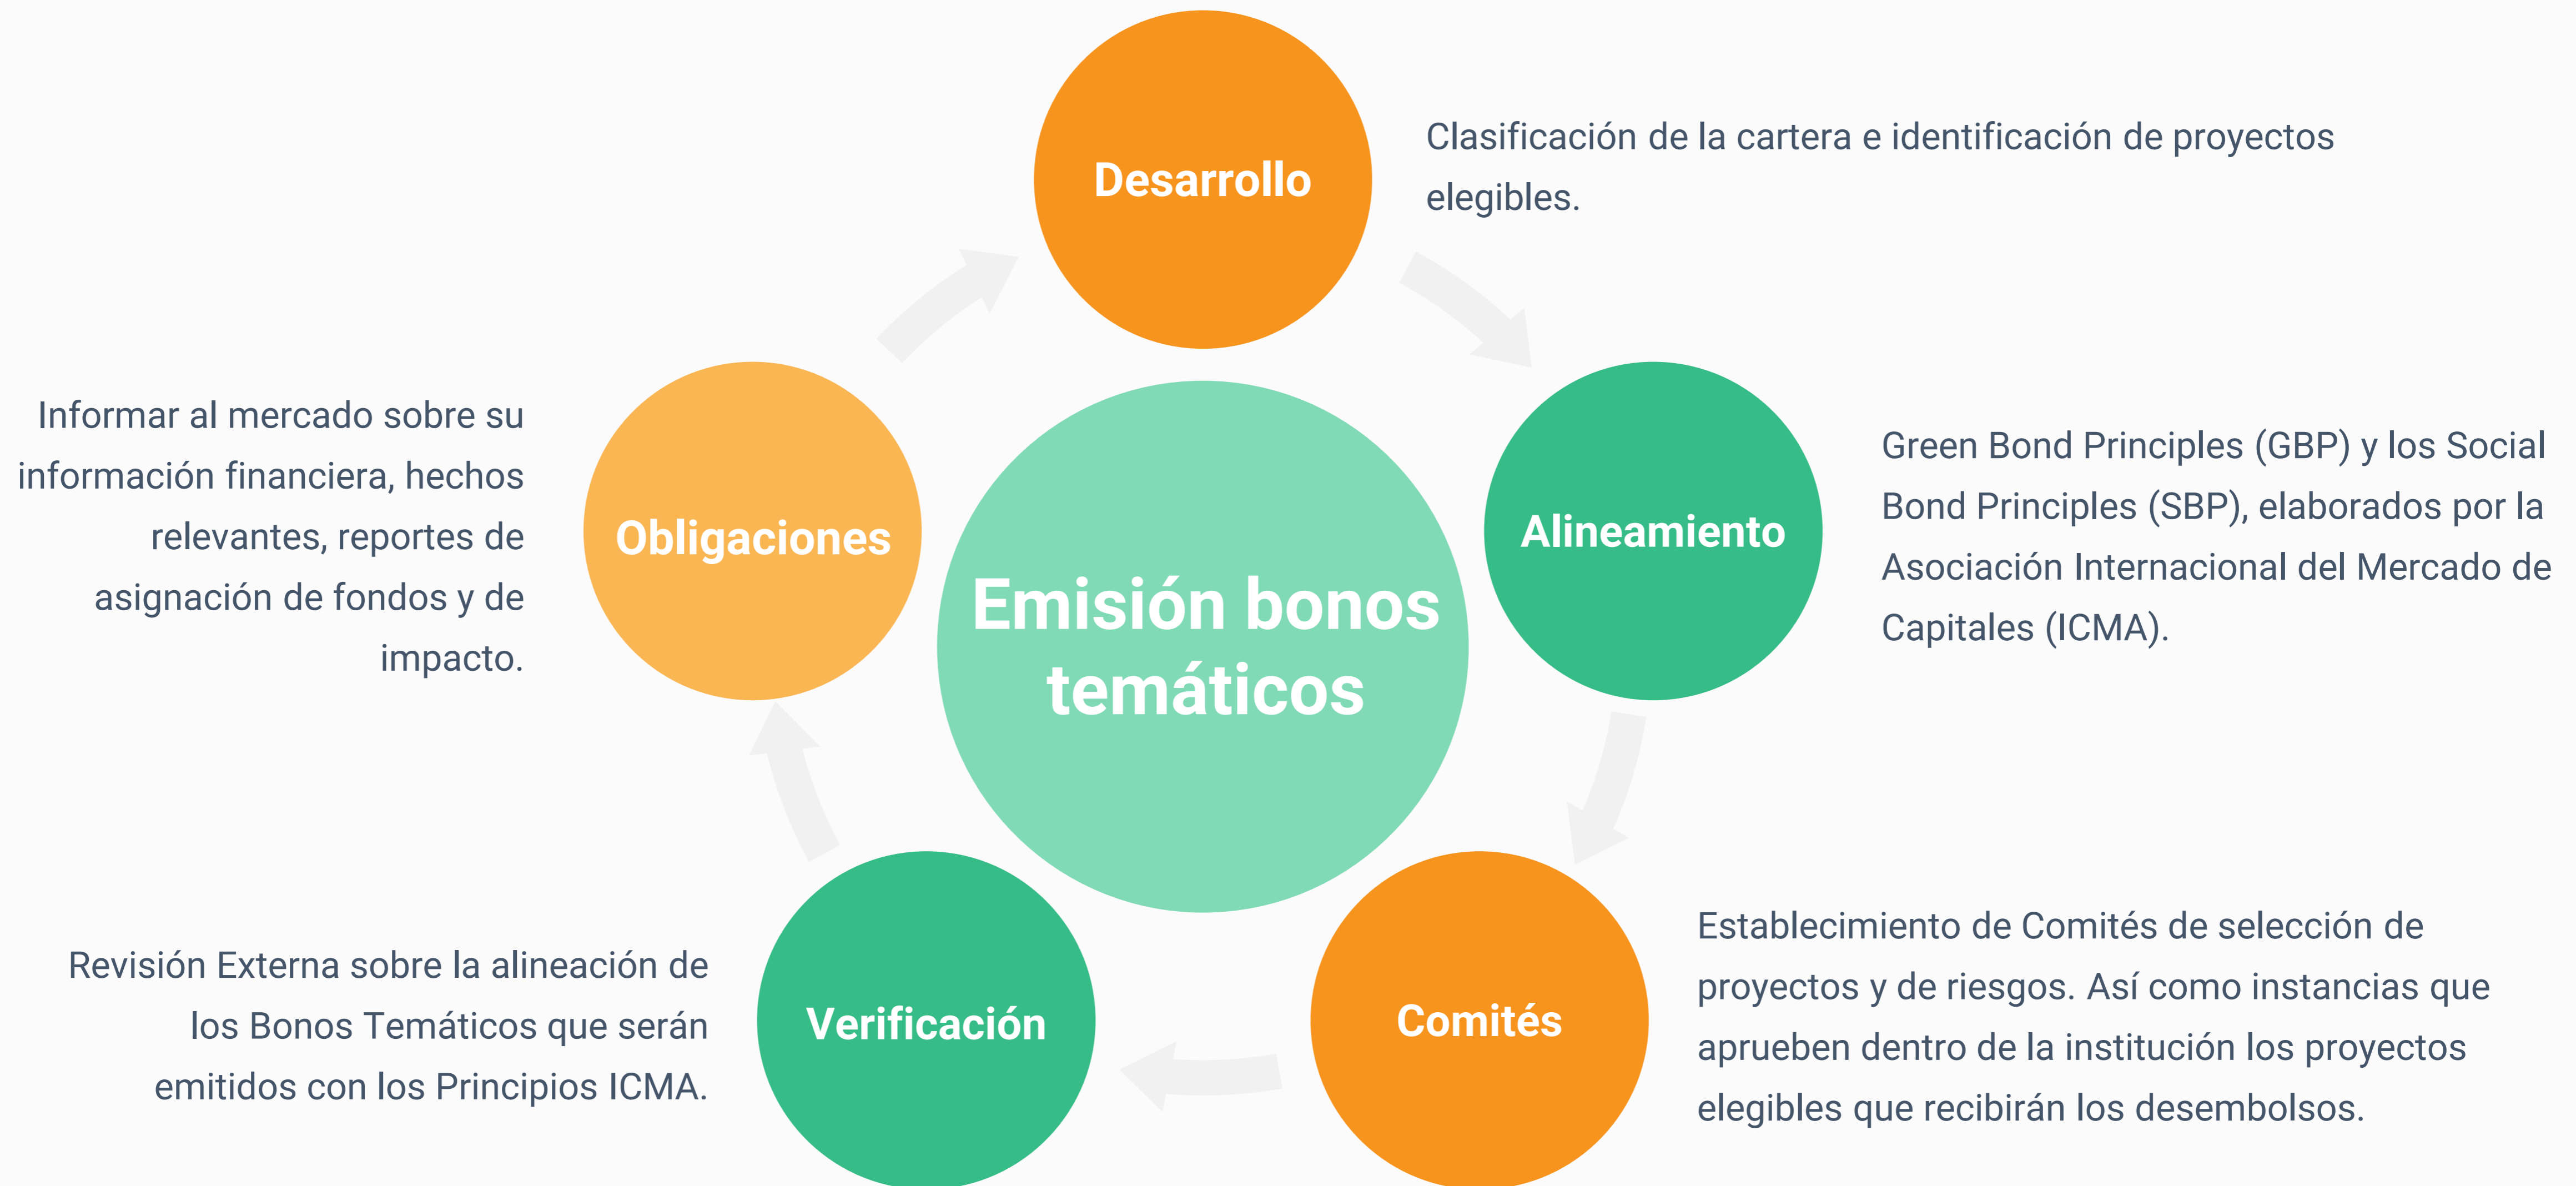 Desarrollo
Clasificación de la cartera e identificación de proyectos
elegibles.
Alineamiento
Green Bond Principles (GBP) y los Social
Bond Principles (SBP), elaborados por la
Asociación Internacional del Mercado de
Capitales (ICMA).
Comités
Establecimiento de Comités de selección de
proyectos y de riesgos. Así como instancias que
aprueben dentro de la institución los proyectos
elegibles que recibirán los desembolsos.
Verificación
Revisión Externa sobre la alineación de
los Bonos Temáticos que serán
emitidos con los Principios ICMA.
Obligaciones
Informar al mercado sobre su
información financiera, hechos
relevantes, reportes de
asignación de fondos y de
impacto.
Emisión bonos
temáticos